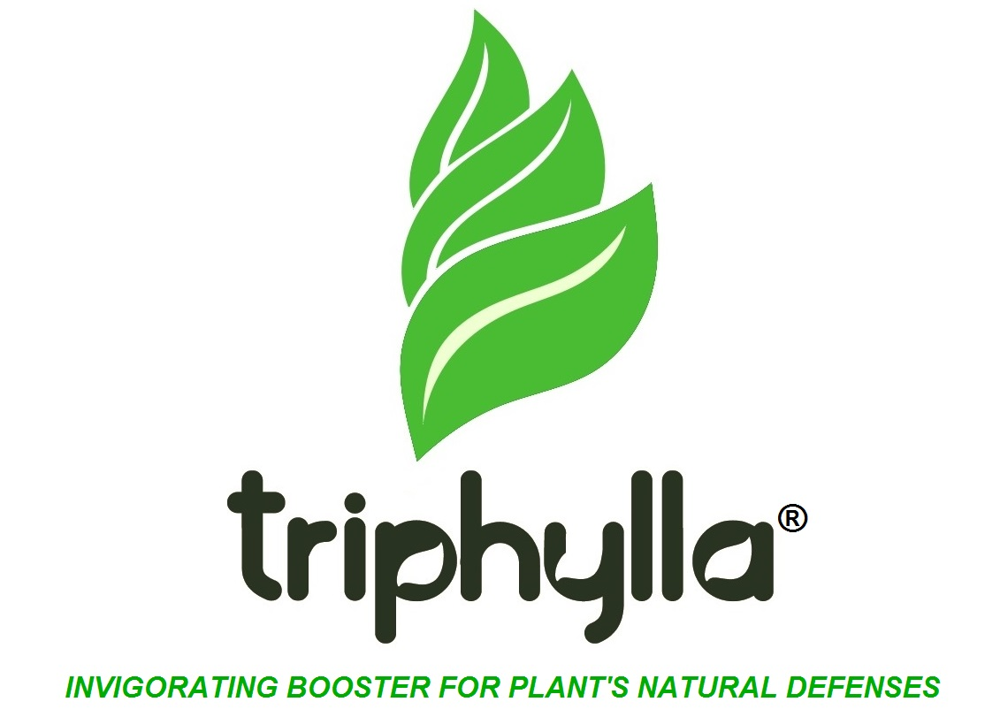 triphylla®
INVIGORATING BOOSTER FOR PLANT'S NATURAL DEFENSES